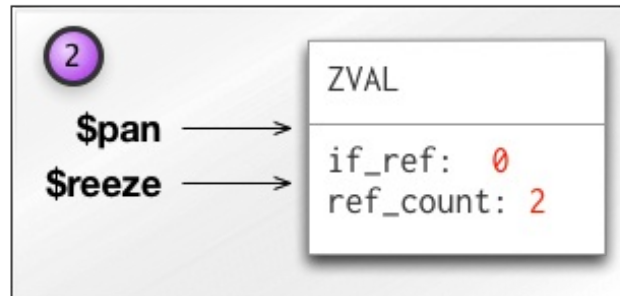 2
ZVAL
$pan
if_ref: 0
$reeze
ref_count: 2